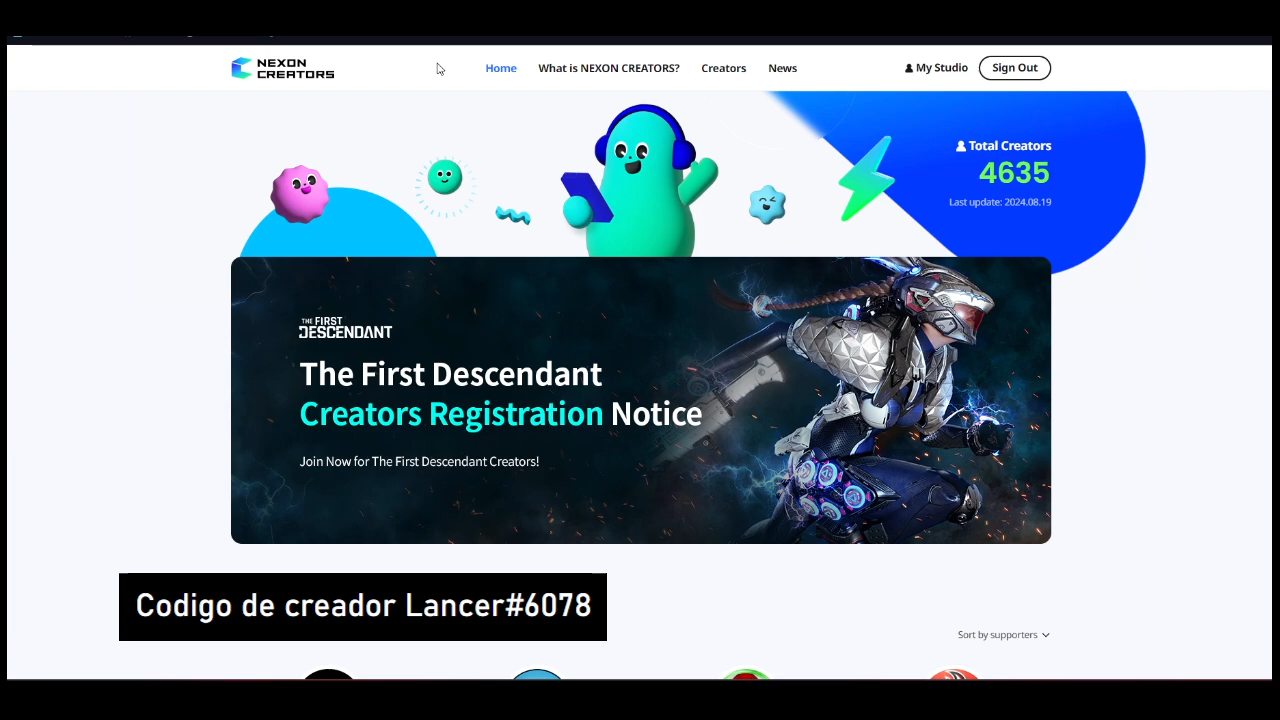 NEXON
CREATORS
Home
What is NEXON CREATORS?
Creators
News
My Studio
Sign Out
Total Creators
4635
Last update: 2024.08.19
THE FIRST
DESCENDANT
The First Descendant
Creators Registration Notice
Join Now for The First Descendant Creators!
Codigo de creador Lancer#6078
Sort by supporters